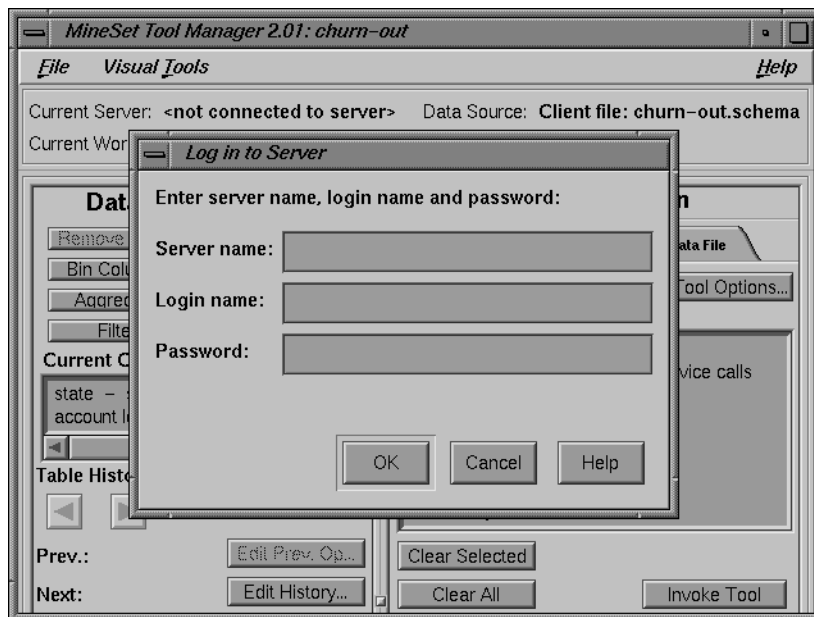 MineSet Tool Manager 2.01: churn-out
File Visual Tools Help
Current Server: <not connected to server> Data Source: Client file: churn-out.schema
Current Wor
Log in to Server
Enter server name, login name and password:
Server name:
Login name:
Password:
OK Cancel Help
Dat
Remove
Bin Colu
Aggreg
Filte
Current C
state - s
account l
Table Histo
Prev.: Edit Prev. Op...
Next: Edit History...
n
ata File
Tool Options...
vice calls
Clear Selected
Clear All Invoke Tool